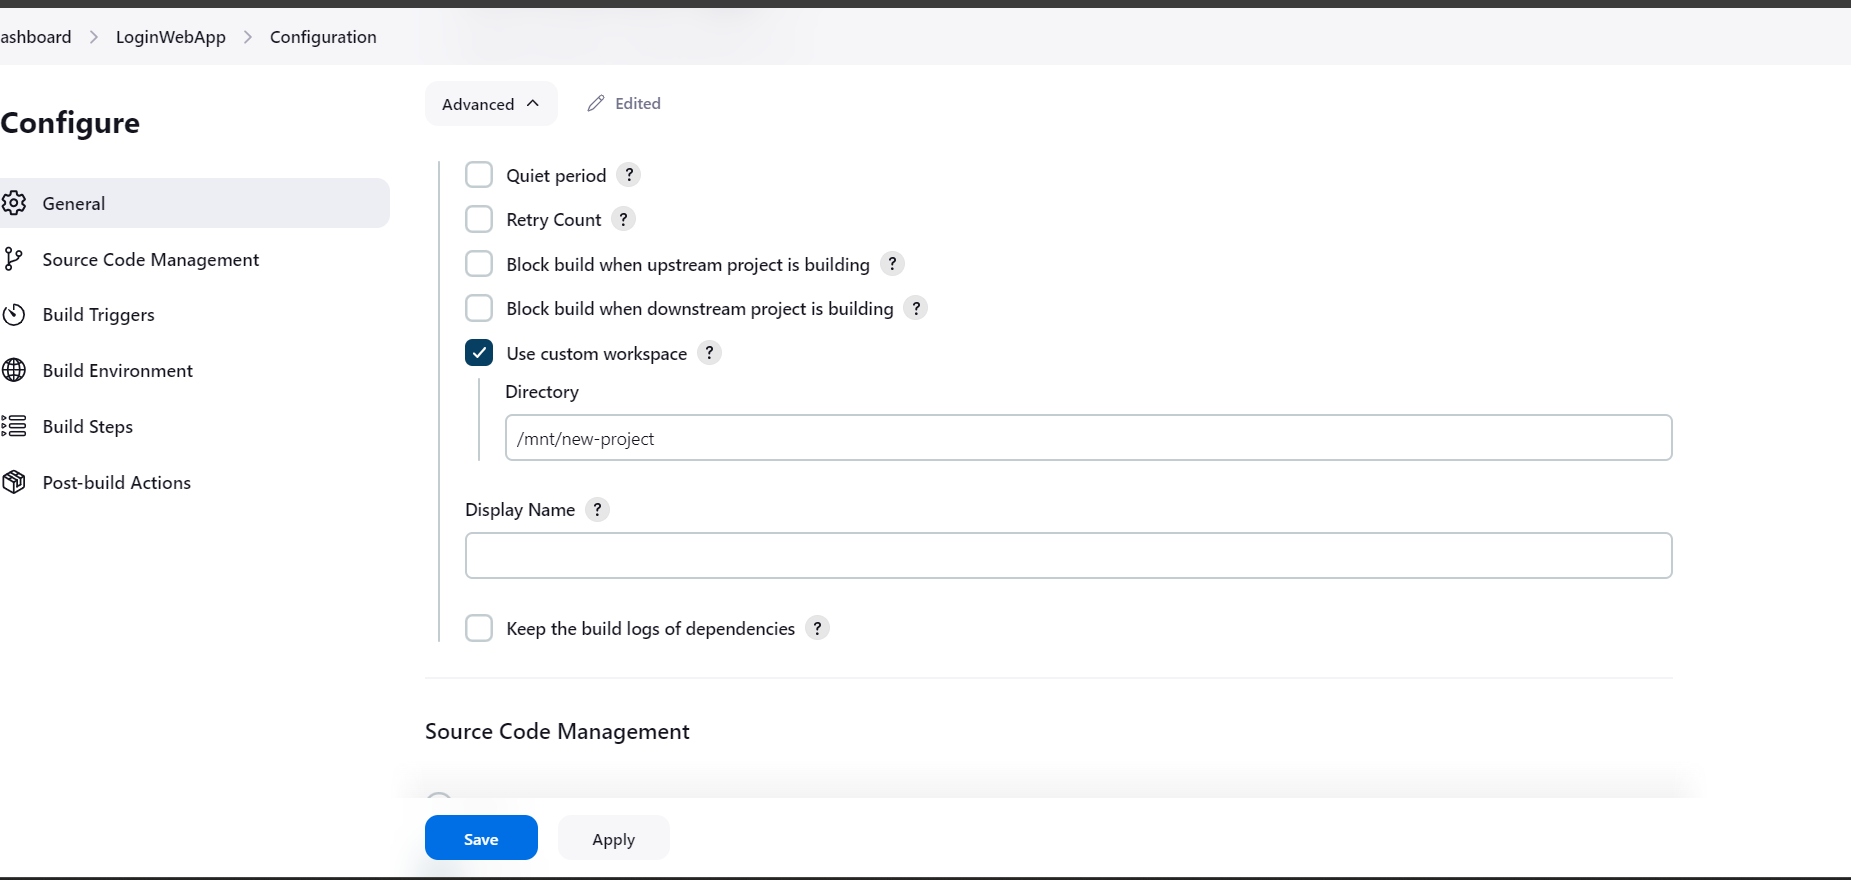 ashboard > LoginWebApp > Configuration
Configure
General
Source Code Management
Build Triggers
Build Environment
Build Steps
Post-build Actions
Advanced Edited
Quiet period ?
Retry Count ?
Block build when upstream project is building ?
Block build when downstream project is building ?
Use custom workspace ?
Directory
/mnt/new-project
Display Name ?
Keep the build logs of dependencies ?
Source Code Management
Save Apply